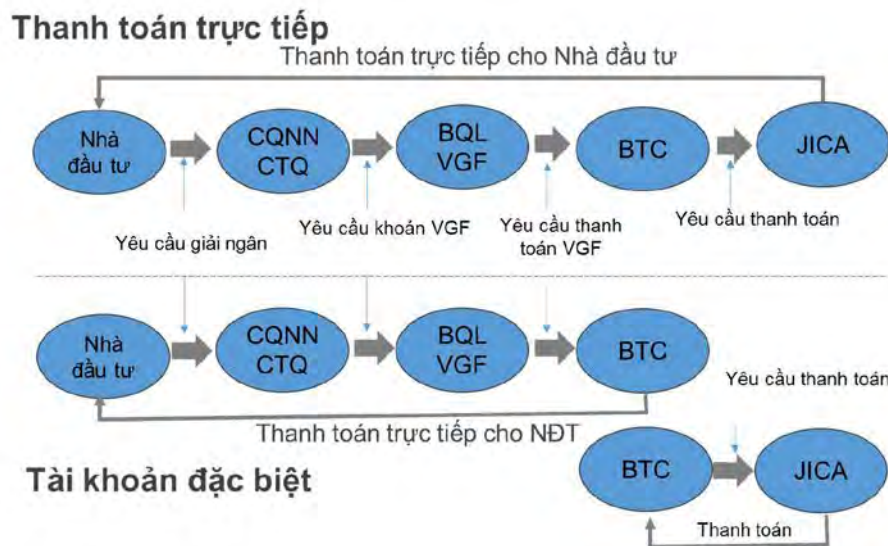 Thanh toán trực tiếp
Thanh toán trực tiếp cho Nhà đầu tư
Nhà
đầu tư
CQNN
CTQ
BQL
VGF
BTC
JICA
Yêu cầu giải ngân
Yêu cầu khoán VGF
Yêu cầu thanh
toán VGF
Yêu cầu thanh toán
Nhà
đầu tư
CQNN
CTQ
BQL
VGF
BTC
Yêu cầu thanh toán
Thanh toán trực tiếp cho NĐT
Tài khoản đặc biệt
BTC
JICA
Thanh toán